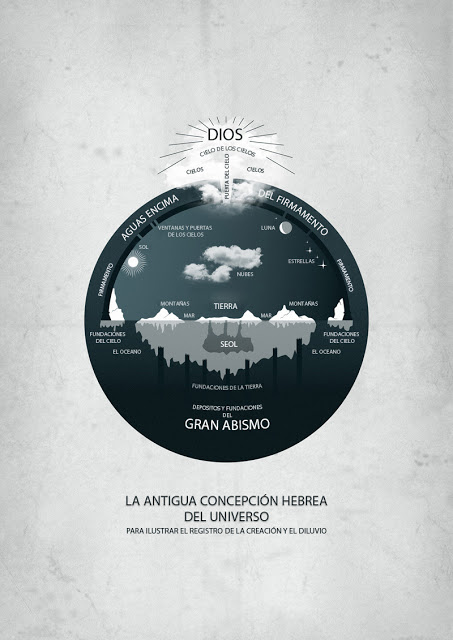 DIOS
CIELO DE LOS CIELOS
CIELOS
PUERTA DEL CIELO
CIELOS
AGUAS ENCIMA
DEL FIRMAMENTO
VENTANAS Y PUERTAS
DE LOS CIELOS
LUNA
SOL
ESTRELLAS
NUBES
FIRMAMENTO
FIRMAMENTO
MONTAÑAS
TIERRA
MONTAÑAS
MAR
MAR
FUNDACIONES
DEL CIELO
SEOL
FUNDACIONES
DEL CIELO
EL OCEANO
EL OCEANO
FUNDACIONES DE LA TIERRA
DEPOSITOS Y FUNDACIONES
DEL
GRAN ABISMO
LA ANTIGUA CONCEPCIÓN HEBREA
DEL UNIVERSO
PARA ILUSTRAR EL REGISTRO DE LA CREACIÓN Y EL DILUVIO